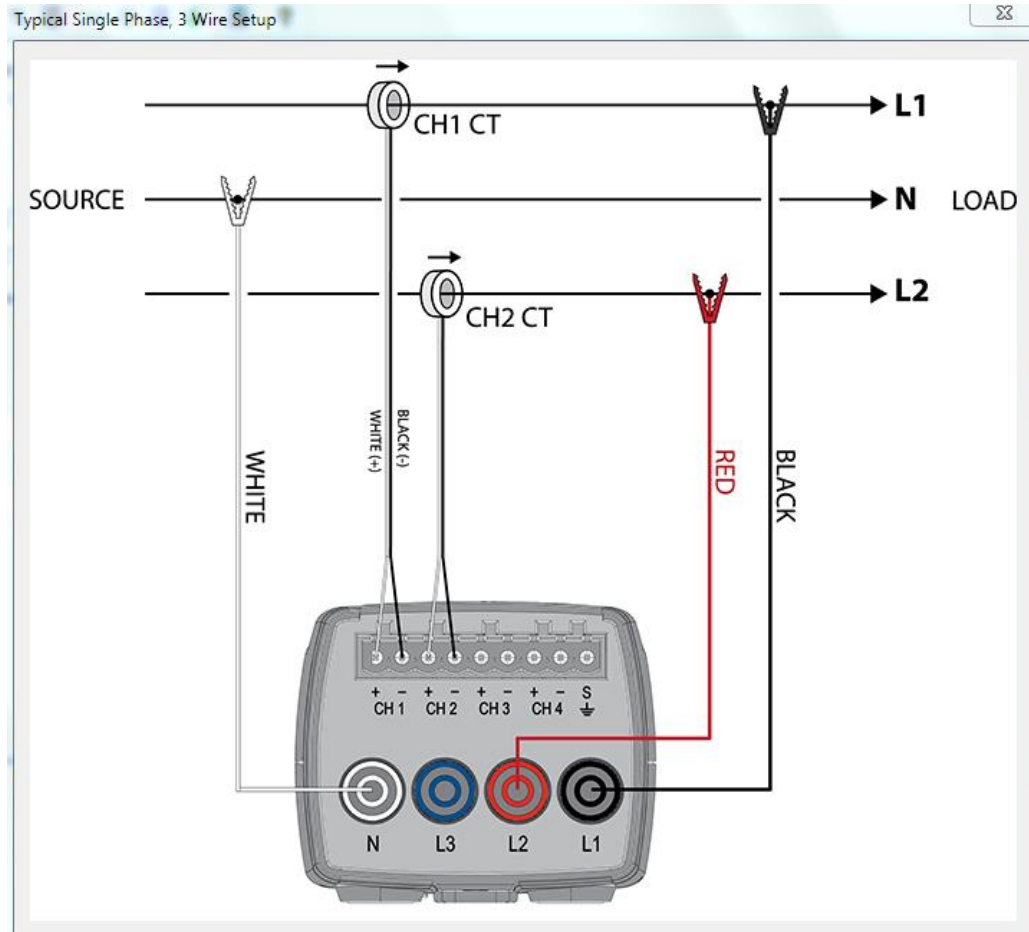 Typical Single Phase, 3 Wire Setup
L1
CH1 CT
SOURCE
N
LOAD
L2
CH2 CT
WHITE (+)
BLACK (-)
WHITE
RED
BLACK
+ - + - + - + - S
CH 1 CH 2 CH 3 CH 4
N L3 L2 L1